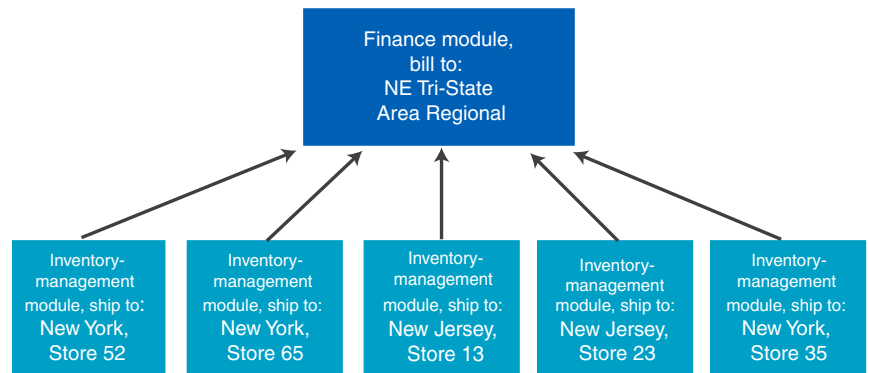 Finance module,
bill to:
NE Tri-State
Area Regional
Inventory-
management
module, ship to:
New York,
Store 52
Inventory-
management
module, ship to:
New York,
Store 65
Inventory-
management
module, ship to:
New Jersey,
Store 13
Inventory-
management
module, ship to:
New Jersey,
Store 23
Inventory-
management
module, ship to:
New York,
Store 35